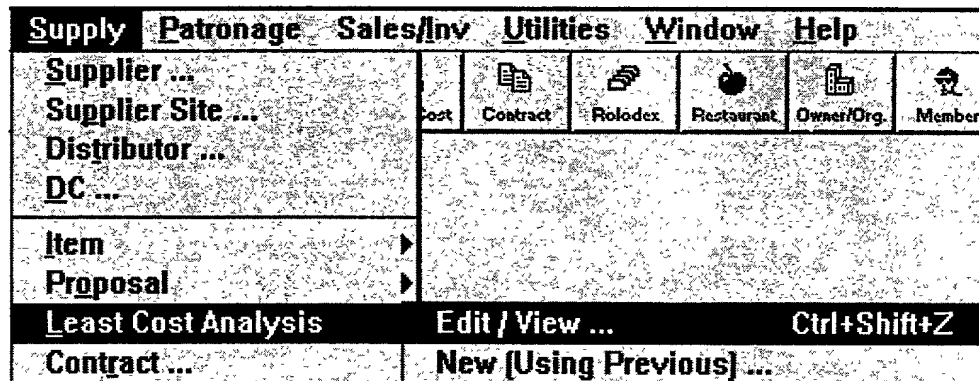 Supply Patronage Sales/Inv Utilities Window Help
Supplier ...
Supplier Site ...
Distributor ...
DC ...
Cost Contract Rolodex Restaurant Owner/Org. Member
Item
Proposal
Least Cost Analysis Edit / View ... Ctrl+Shift+Z
Contract ... New [Using Previous] ...